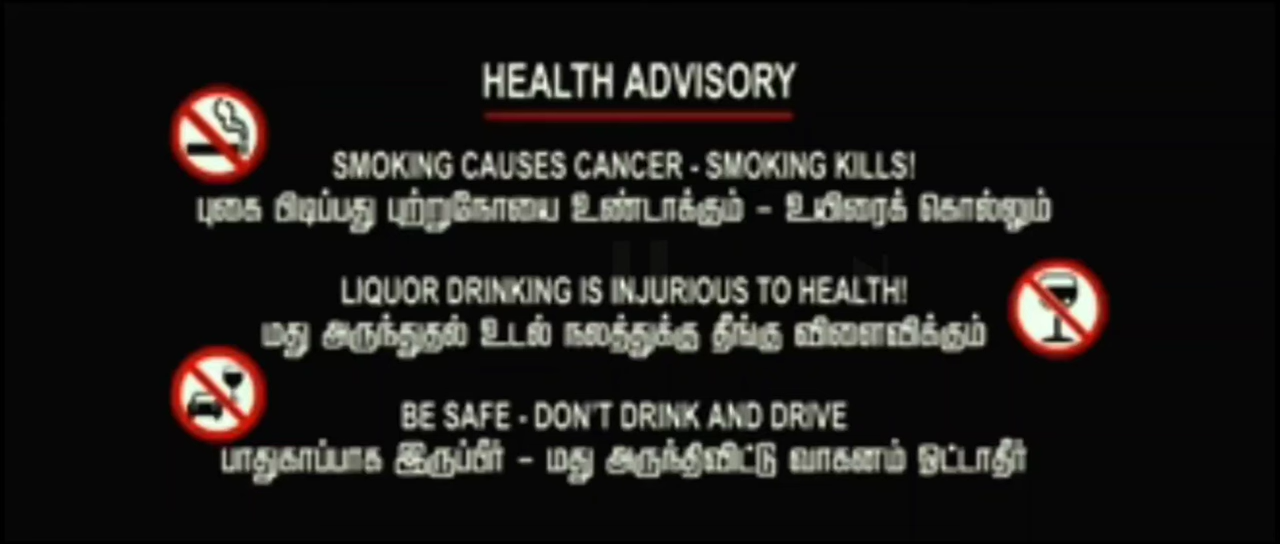 HEALTH ADVISORY
SMOKING CAUSES CANCER - SMOKING KILLS!
புகை பிடிப்பது புற்றுநோயை உண்டாக்கும் – உயிரைக் கொல்லும்
LIQUOR DRINKING IS INJURIOUS TO HEALTH!
மது அருந்துதல் உடல் நலத்துக்கு தீங்கு விளைவிக்கும்
BE SAFE - DON'T DRINK AND DRIVE
பாதுகாப்பாக இருப்பீர் – மது அருந்திவிட்டு வாகனம் ஓட்டாதீர்